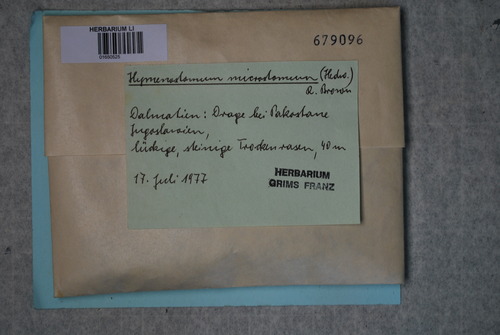 HERBARIUM LI
679096
Hymenostomum microstomum (Hedw.)
R. Brown
Dalmatien: Drage bei Pakostane
Jugoslawien,
lückige, steinige Trockenrasen, 40 m
17. Juli 1977
HERBARIUM
GRIMS FRANZ